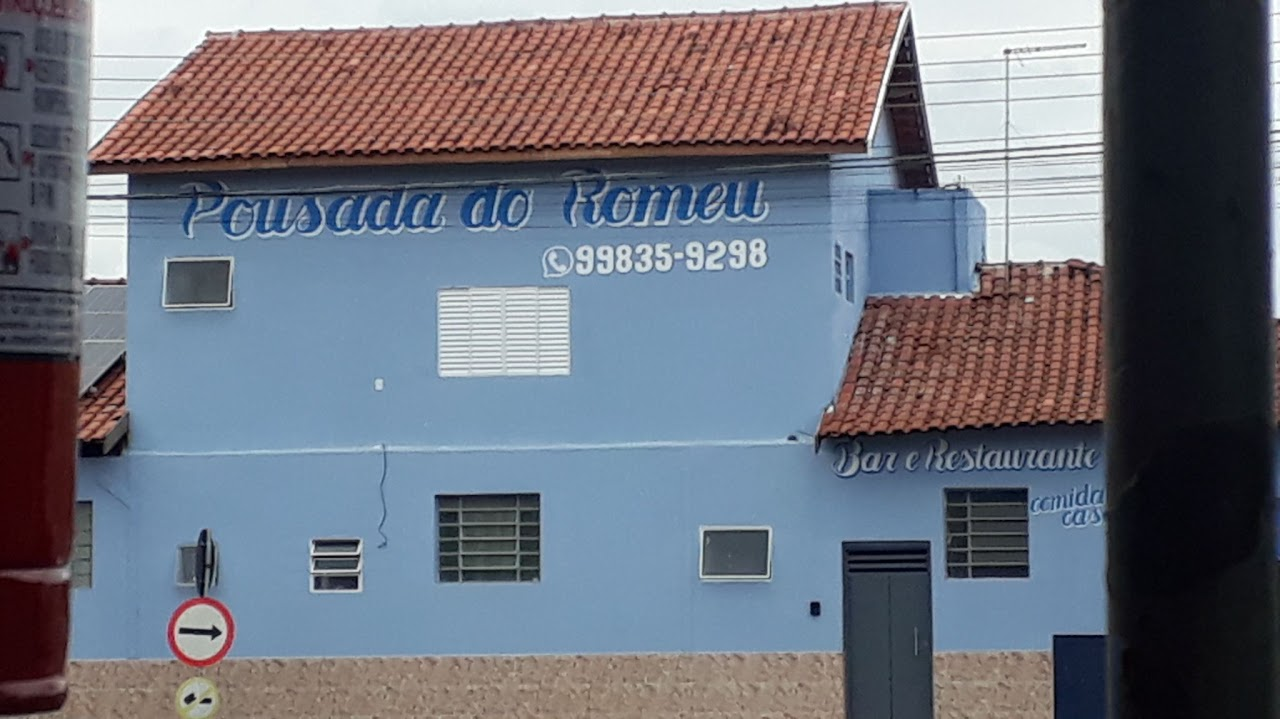 Pousada do Romeu
99835-9298
Bar e Restaurante
comida